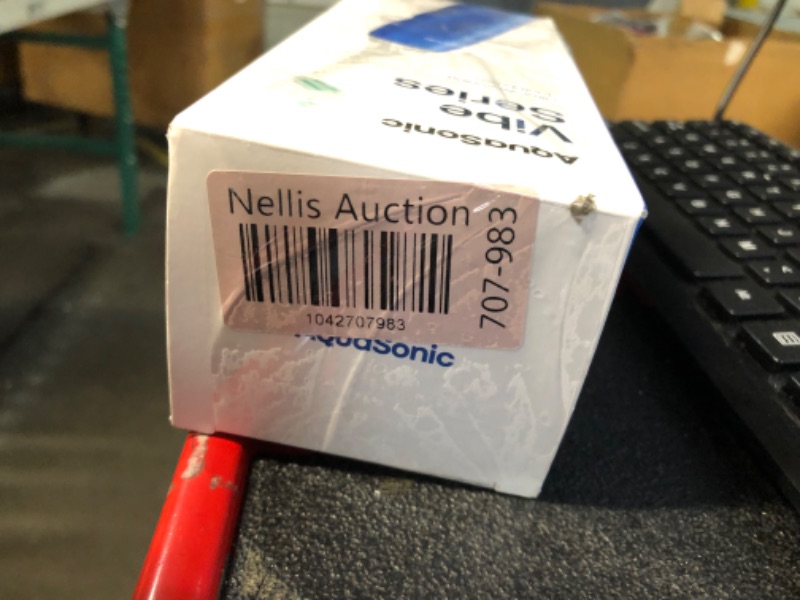 Nellis Auction
707-983
1042707983
AquaSonic
AquaSonic
Vibe
Series